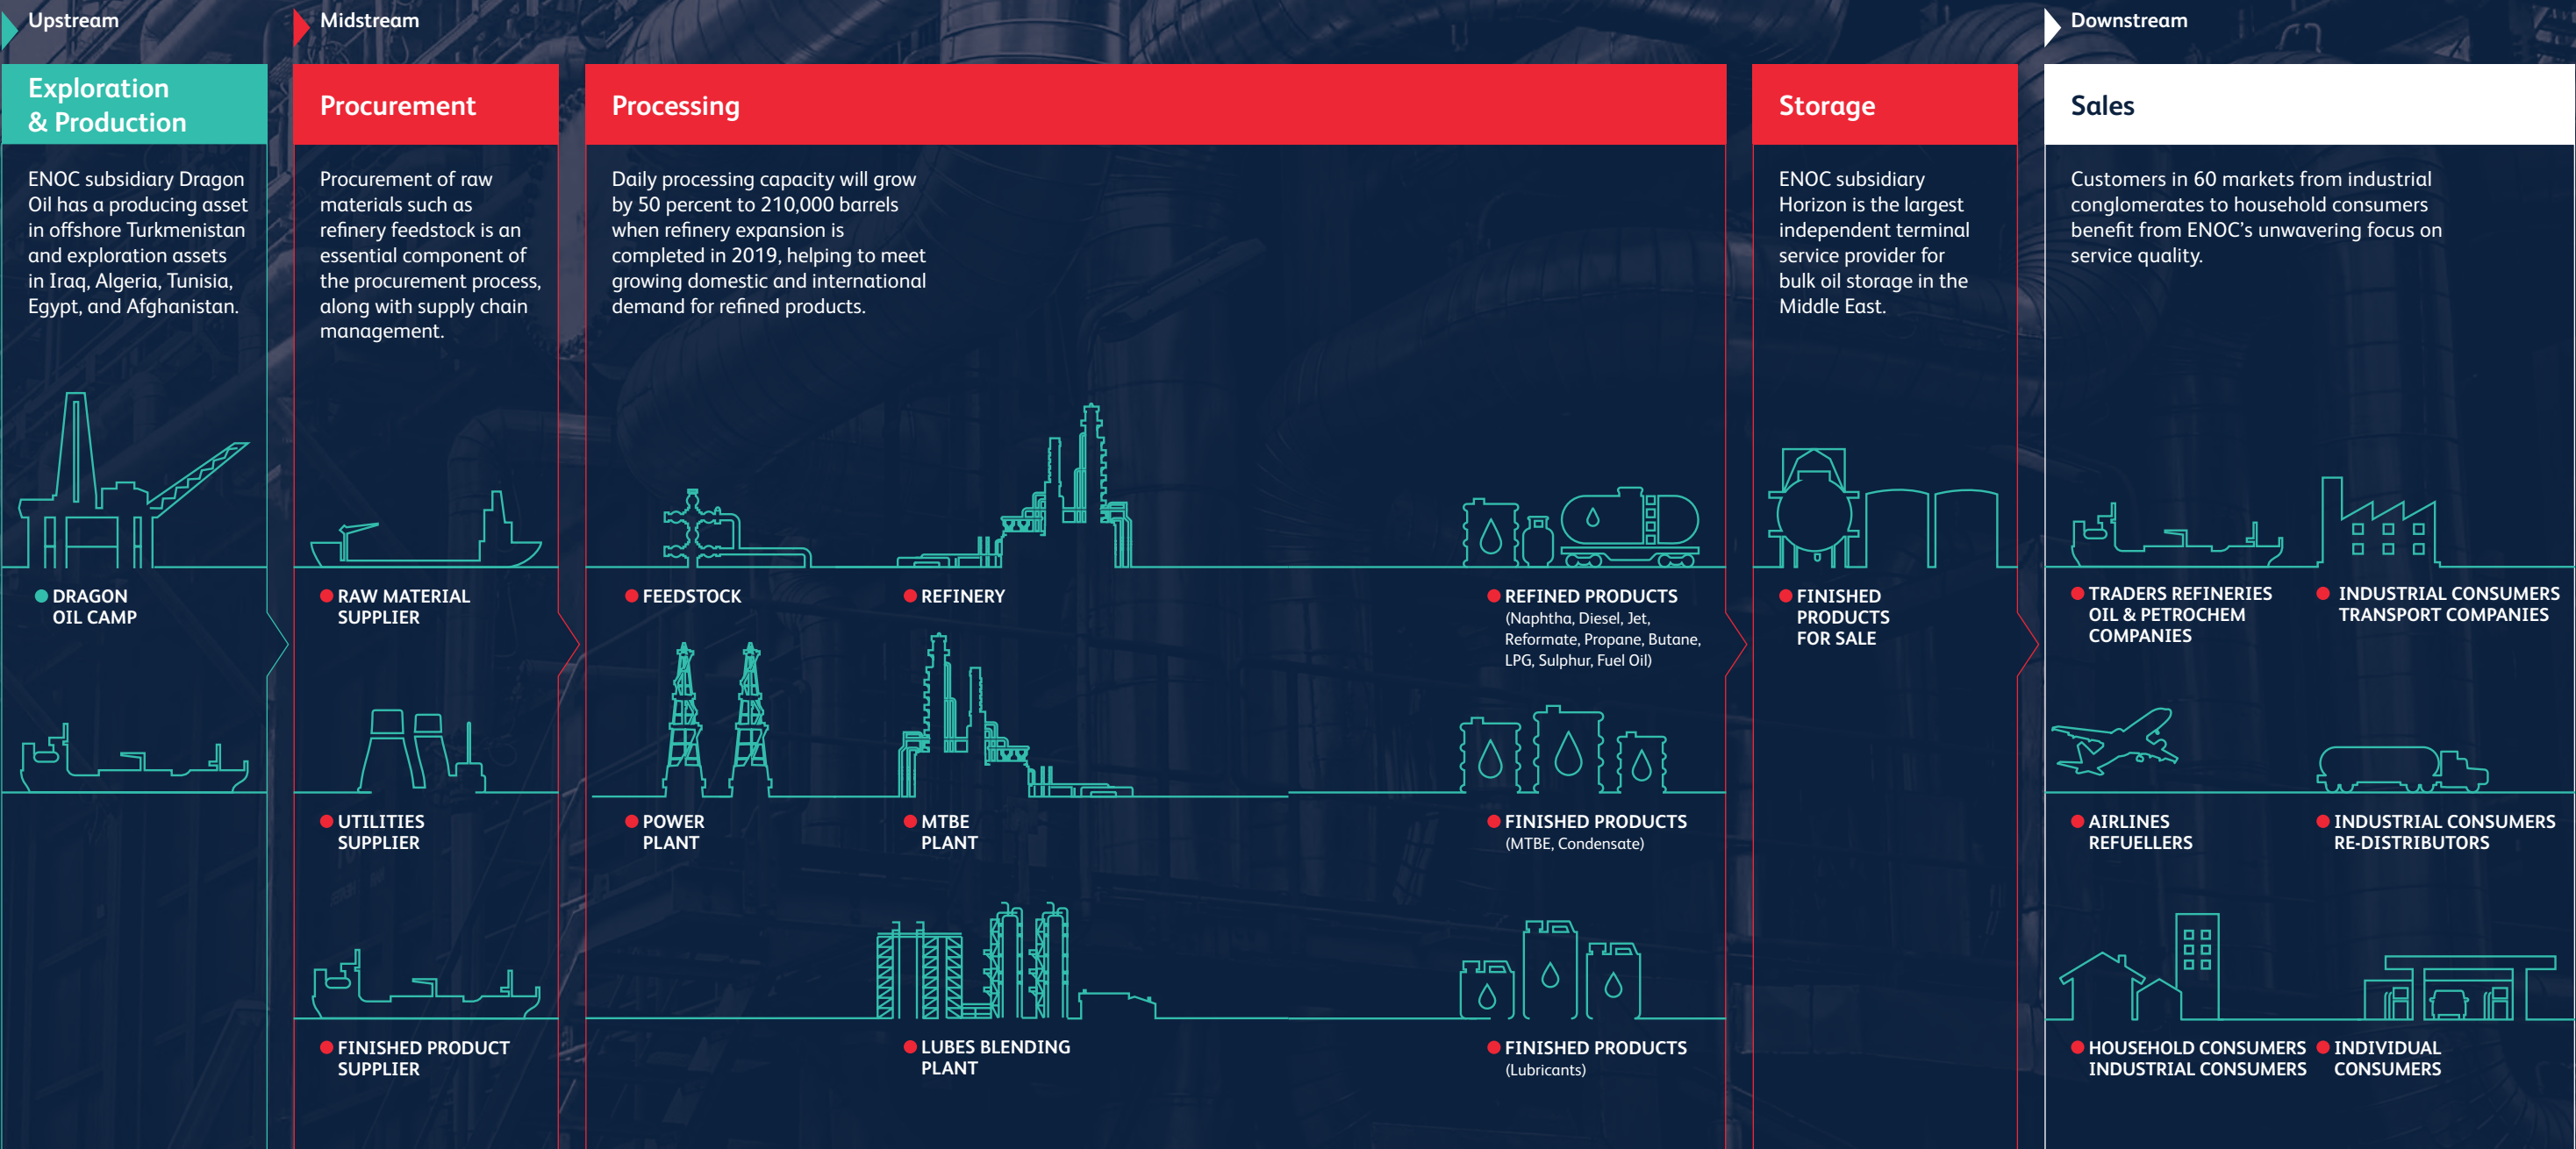 Upstream
Exploration
& Production
ENOC subsidiary Dragon
Oil has a producing asset
in offshore Turkmenistan
and exploration assets
in Iraq, Algeria, Tunisia,
Egypt, and Afghanistan.
DRAGON
OIL CAMP
Midstream
Procurement
Procurement of raw
materials such as
refinery feedstock is an
essential component of
the procurement process,
along with supply chain
management.
RAW MATERIAL
SUPPLIER
UTILITIES
SUPPLIER
FINISHED PRODUCT
SUPPLIER
Processing
Daily processing capacity will grow
by 50 percent to 210,000 barrels
when refinery expansion is
completed in 2019, helping to meet
growing domestic and international
demand for refined products.
FEEDSTOCK
REFINERY
REFINED PRODUCTS
(Naphtha, Diesel, Jet,
Reformate, Propane, Butane,
LPG, Sulphur, Fuel Oil)
POWER
PLANT
MTBE
PLANT
FINISHED PRODUCTS
(MTBE, Condensate)
LUBES BLENDING
PLANT
FINISHED PRODUCTS
(Lubricants)
Storage
ENOC subsidiary
Horizon is the largest
independent terminal
service provider for
bulk oil storage in the
Middle East.
FINISHED
PRODUCTS
FOR SALE
Downstream
Sales
Customers in 60 markets from industrial
conglomerates to household consumers
benefit from ENOC’s unwavering focus on
service quality.
TRADERS REFINERIES
OIL & PETROCHEM
COMPANIES
INDUSTRIAL CONSUMERS
TRANSPORT COMPANIES
AIRLINES
REFUELLERS
INDUSTRIAL CONSUMERS
RE-DISTRIBUTORS
HOUSEHOLD CONSUMERS
INDUSTRIAL CONSUMERS
INDIVIDUAL
CONSUMERS